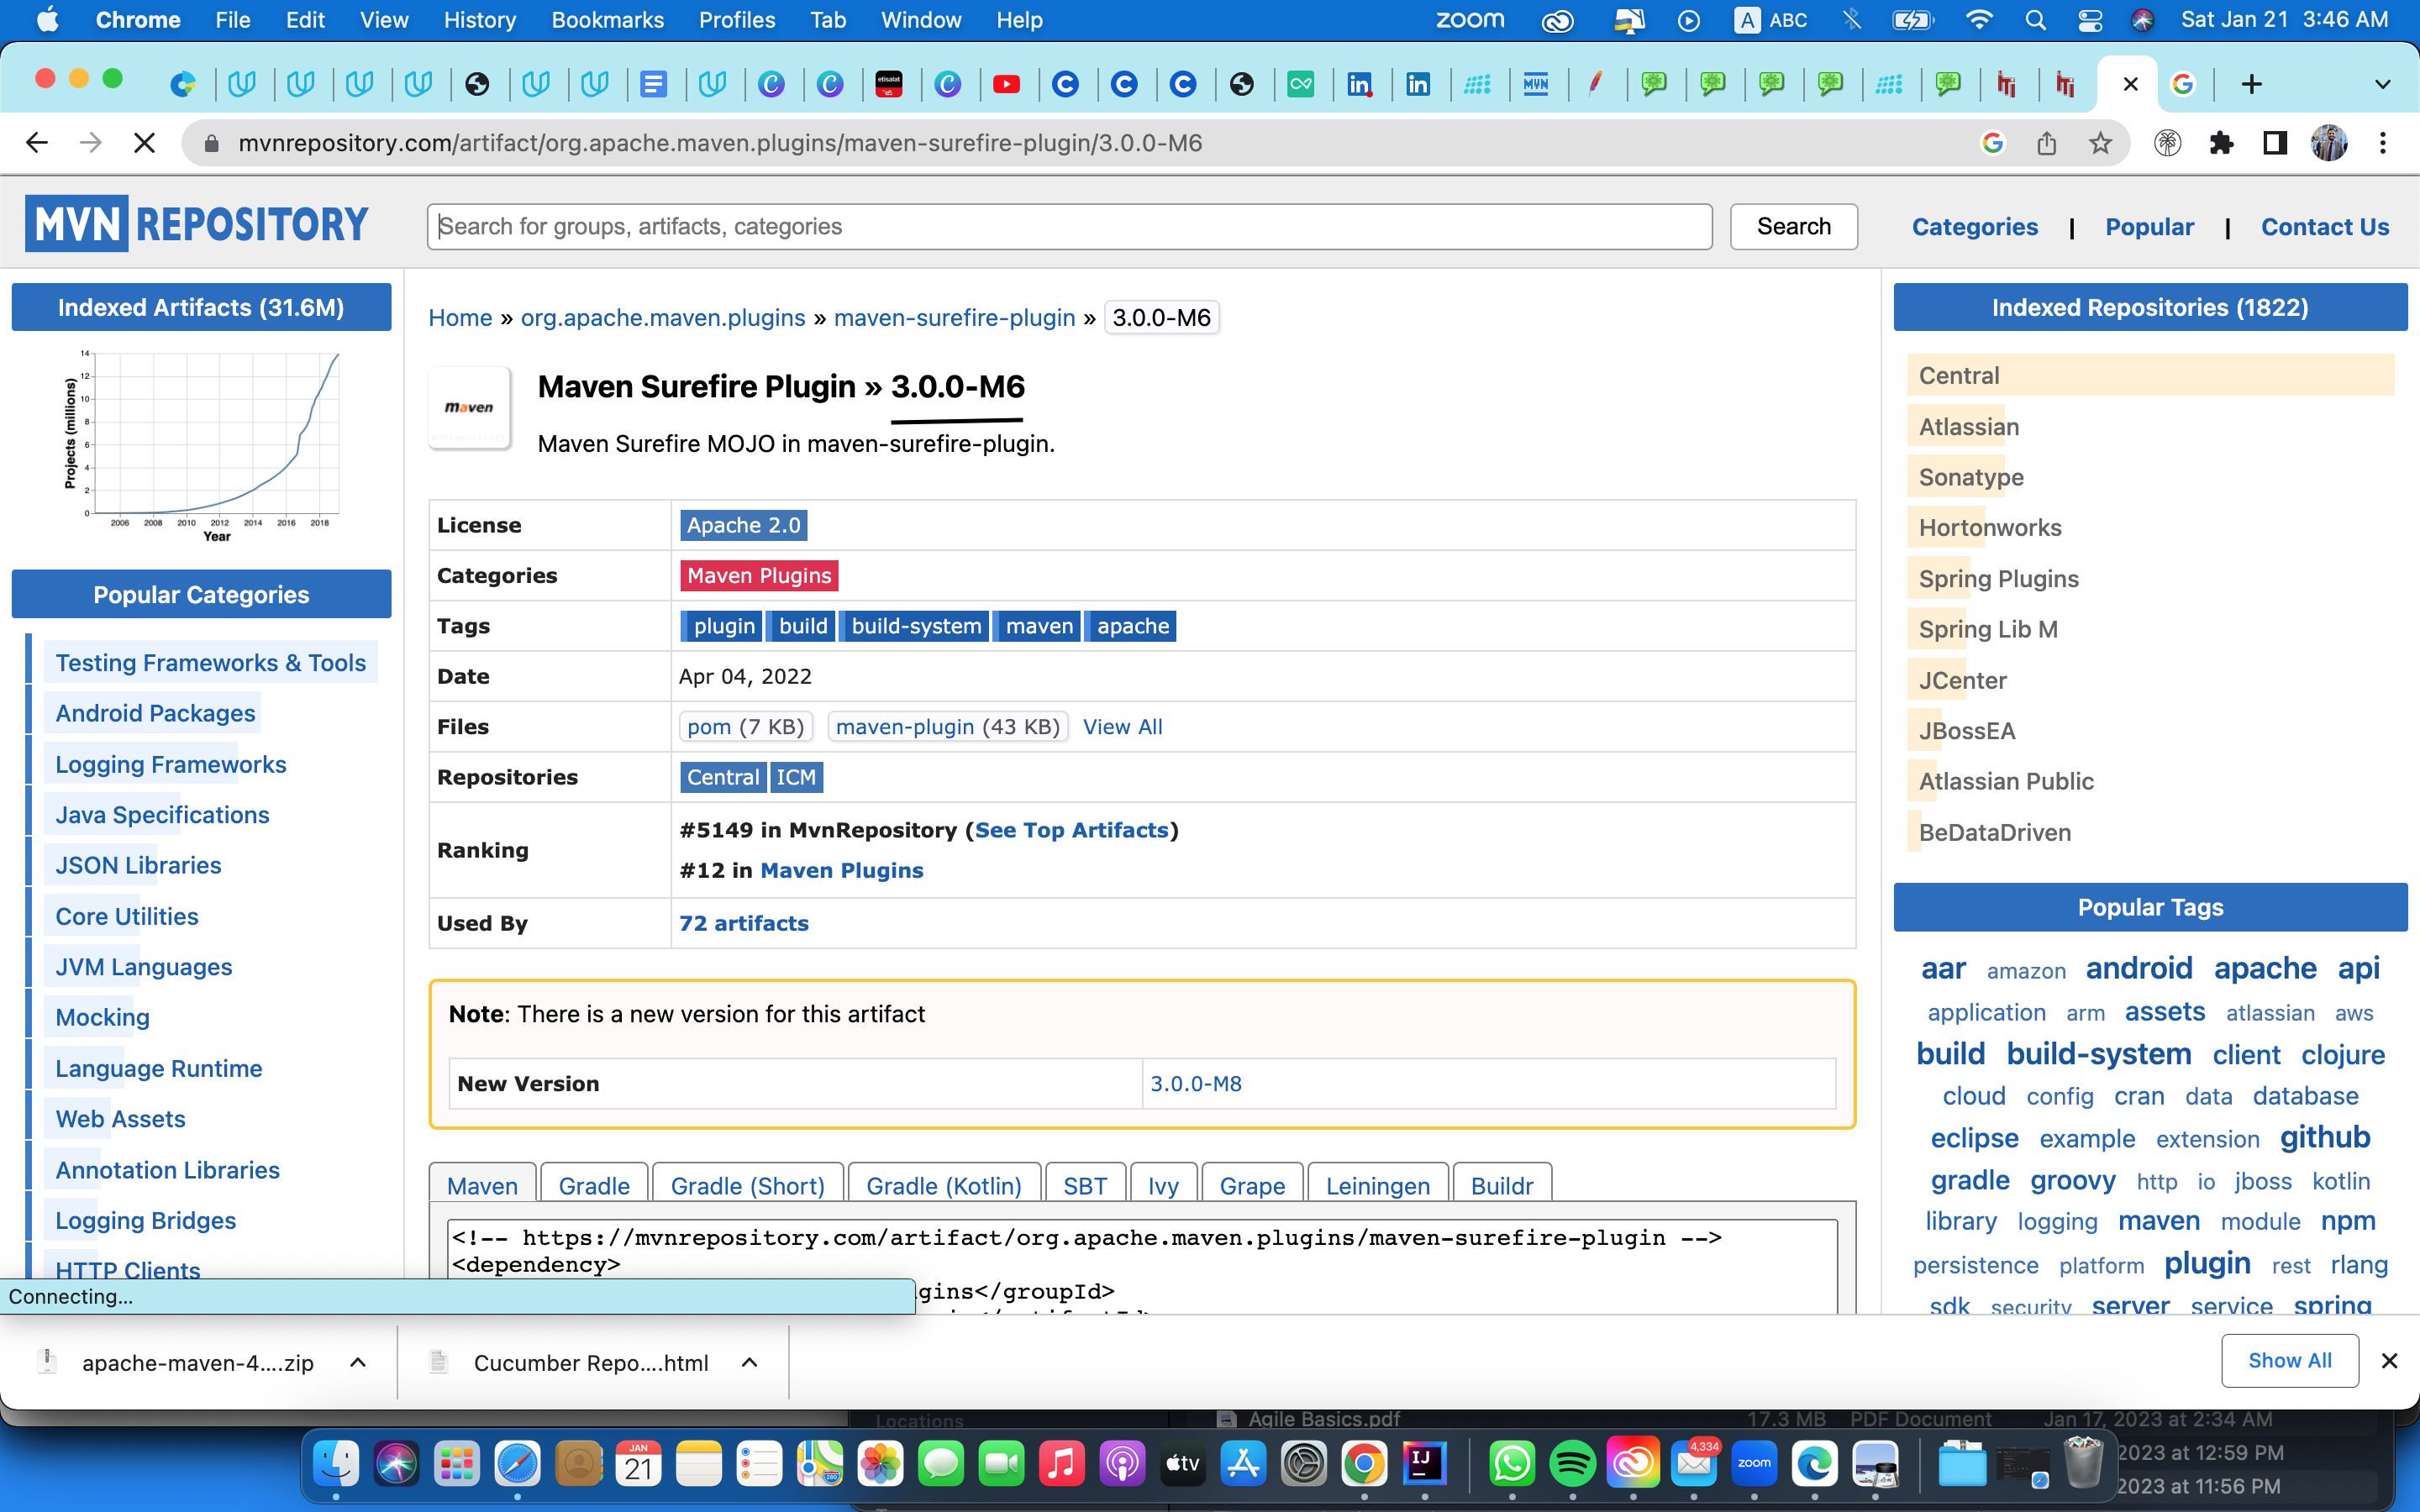 Chrome File Edit View History Bookmarks Profiles Tab Window Help zoom A ABC Sat Jan 21 3:46 AM
mvnrepository.com/artifact/org.apache.maven.plugins/maven-surefire-plugin/3.0.0-M6
MVN REPOSITORY Search for groups, artifacts, categories Search Categories | Popular | Contact Us
Indexed Artifacts (31.6M)
Projects (millions)
14
12
10
8
6
4
2
0
2006 2008 2010 2012 2014 2016 2018
Year
Popular Categories
Testing Frameworks & Tools
Android Packages
Logging Frameworks
Java Specifications
JSON Libraries
Core Utilities
JVM Languages
Mocking
Language Runtime
Web Assets
Annotation Libraries
Logging Bridges
HTTP Clients
Home » org.apache.maven.plugins » maven-surefire-plugin » 3.0.0-M6
maven
Maven Surefire Plugin » 3.0.0-M6
Maven Surefire MOJO in maven-surefire-plugin.
License Apache 2.0
Categories Maven Plugins
Tags plugin build build-system maven apache
Date Apr 04, 2022
Files pom (7 KB) maven-plugin (43 KB) View All
Repositories Central ICM
Ranking #5149 in MvnRepository (See Top Artifacts)
#12 in Maven Plugins
Used By 72 artifacts
Note: There is a new version for this artifact
New Version 3.0.0-M8
Maven Gradle Gradle (Short) Gradle (Kotlin) SBT Ivy Grape Leiningen Buildr
<!-- https://mvnrepository.com/artifact/org.apache.maven.plugins/maven-surefire-plugin -->
<dependency>
gins</groupId>
Indexed Repositories (1822)
Central
Atlassian
Sonatype
Hortonworks
Spring Plugins
Spring Lib M
JCenter
JBossEA
Atlassian Public
BeDataDriven
Popular Tags
aar amazon android apache api
application arm assets atlassian aws
build build-system client clojure
cloud config cran data database
eclipse example extension github
gradle groovy http io jboss kotlin
library logging maven module npm
persistence platform plugin rest rlang
sdk security server service spring
Connecting...
apache-maven-4....zip Cucumber Repo....html Show All
Locations Agile Basics.pdf 17.3 MB PDF Document Jan 17, 2023 at 2:34 AM
2023 at 12:59 PM
2023 at 11:56 PM
JAN
21
tv
IJ
4,334
zoom